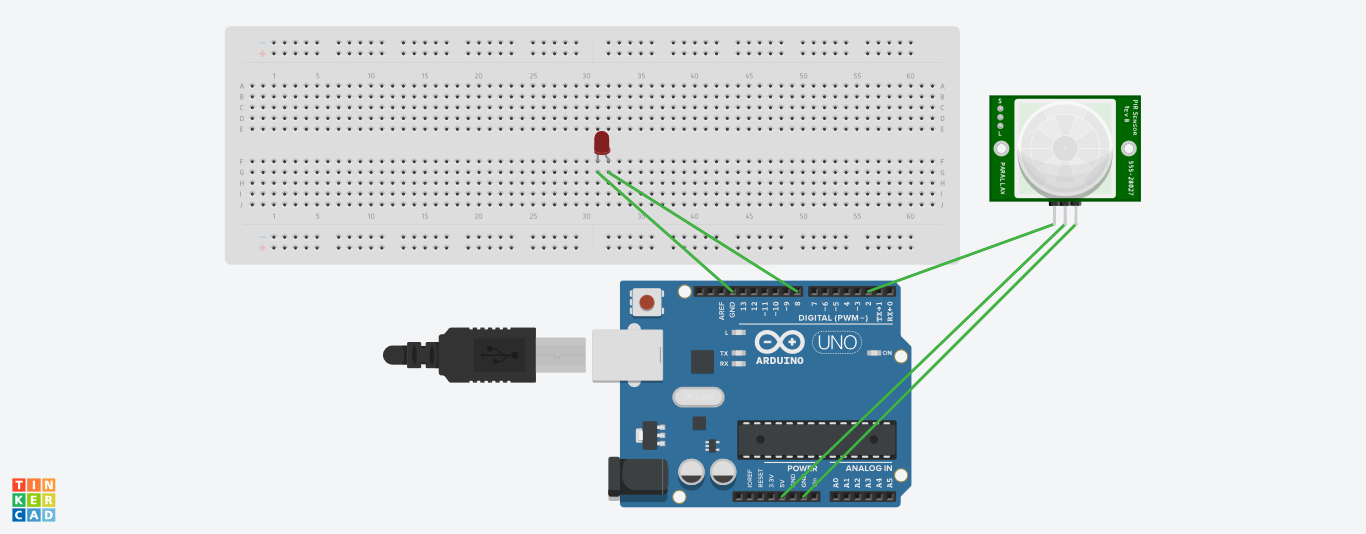 1 5 10 15 20 25 30 35 40 45 50 55 60
A A
B B
C C
D D
E E
F F
G G
H H
I I
J J
1 5 10 15 20 25 30 35 40 45 50 55 60
S
L
PARALLAX
PIR SENSOR
Rev B
555-28027
AREF
GND
13
12
~11
~10
~9
8
7
~6
~5
4
~3
2
TX→1
RX←0
DIGITAL (PWM~)
L
TX
RX
ARDUINO
UNO
ON
POWER
ANALOG IN
IOREF
RESET
3.3V
5V
GND
GND
A0
A1
A2
A3
A4
A5
TIN
KER
CAD